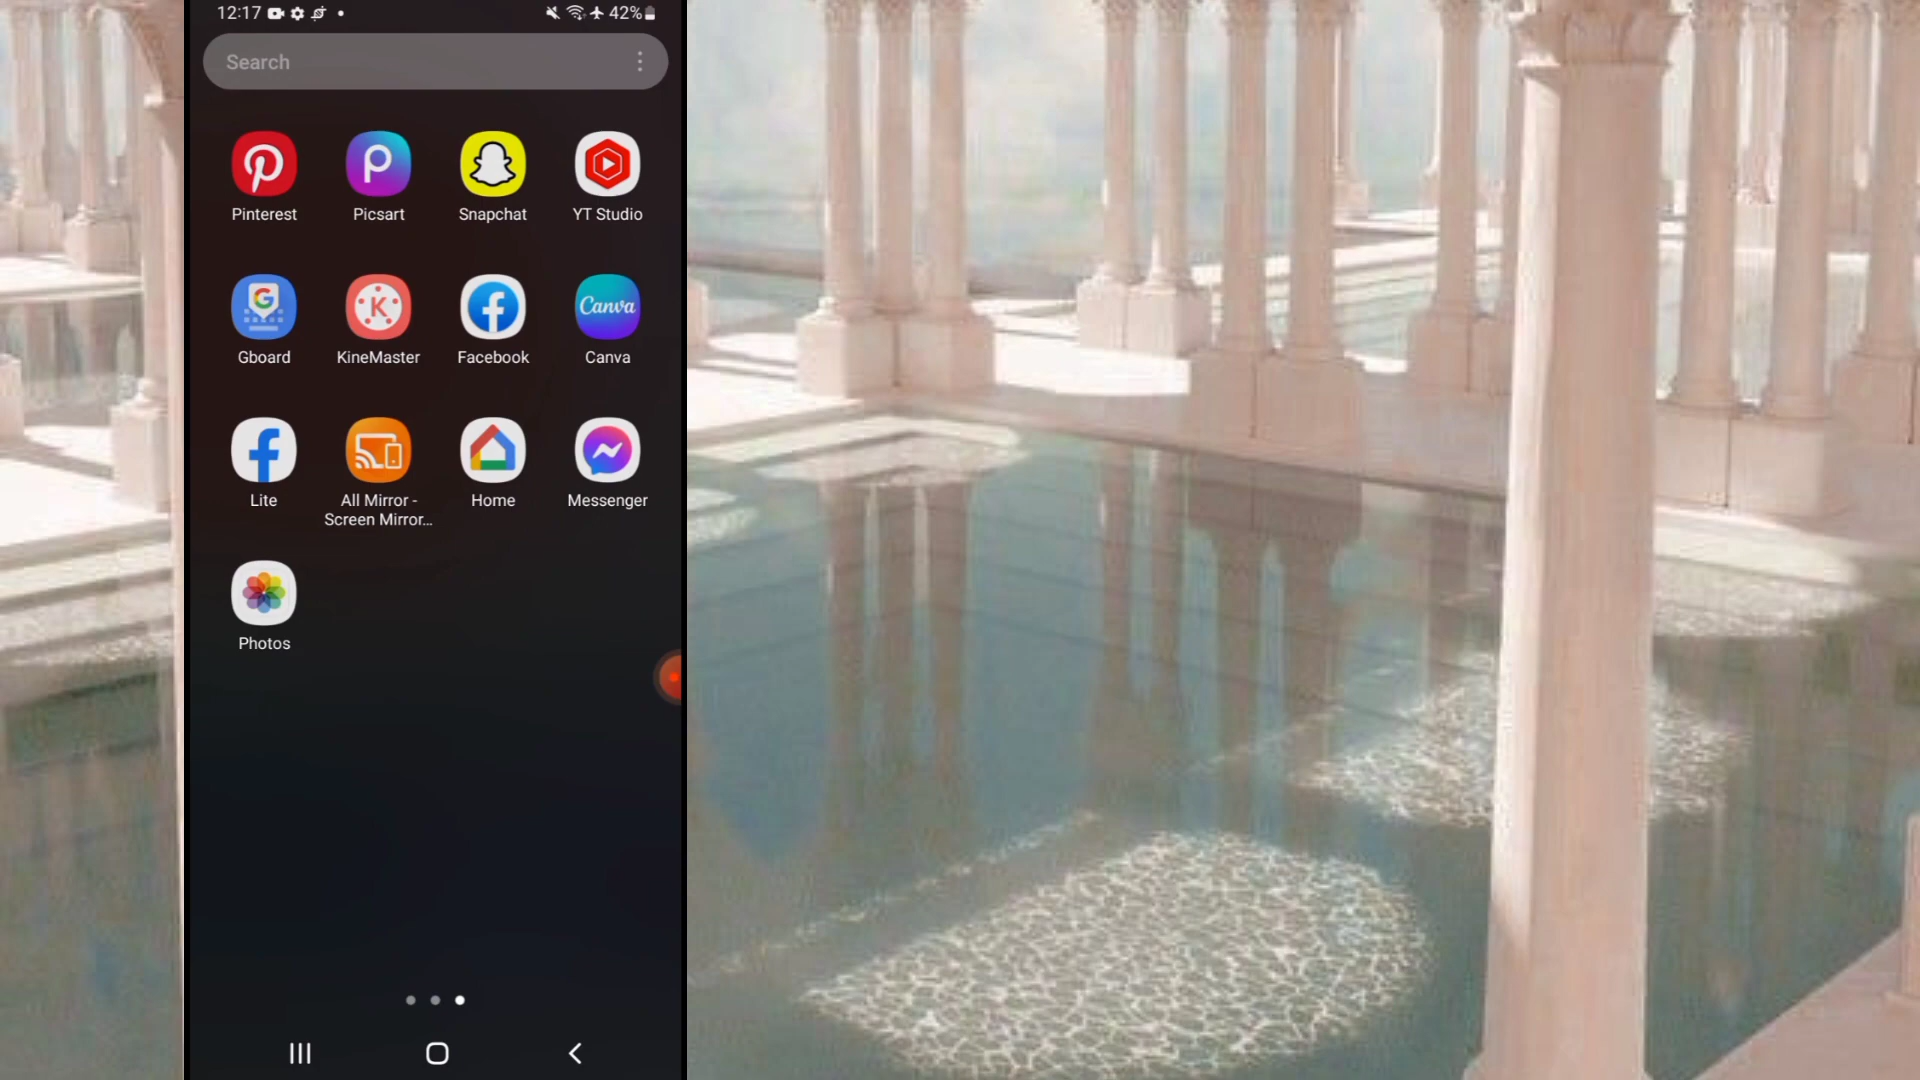 12:17
42%
Search
Pinterest
Picsart
Snapchat
YT Studio
Gboard
KineMaster
Facebook
Canva
Canva
Lite
All Mirror -
Screen Mirror...
Home
Messenger
Photos